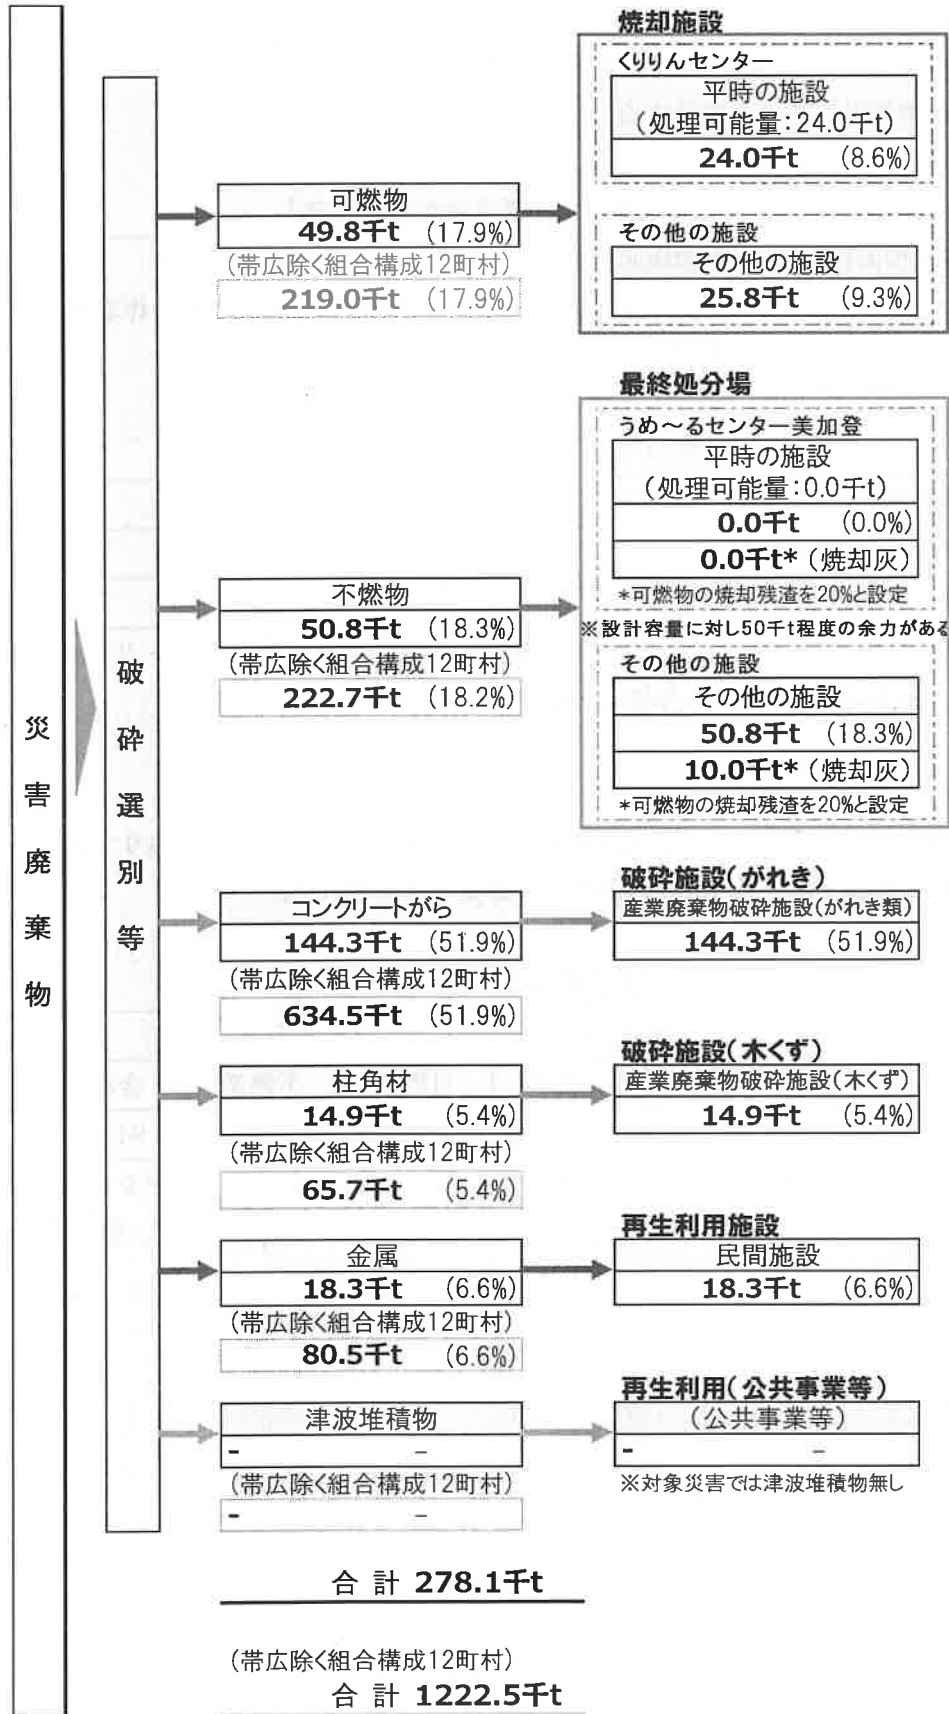 災害廃棄物
破砕選別等
可燃物
49.8千t (17.9%)
(帯広除く組合構成12町村)
219.0千t (17.9%)
焼却施設
くりりんセンター
平時の施設
(処理可能量:24.0千t)
24.0千t (8.6%)
その他の施設
その他の施設
25.8千t (9.3%)
不燃物
50.8千t (18.3%)
(帯広除く組合構成12町村)
222.7千t (18.2%)
最終処分場
うめ～るセンター美加登
平時の施設
(処理可能量:0.0千t)
0.0千t (0.0%)
0.0千t* (焼却灰)
*可燃物の焼却残渣を20%と設定
※設計容量に対し50千t程度の余力がある
その他の施設
その他の施設
50.8千t (18.3%)
10.0千t* (焼却灰)
*可燃物の焼却残渣を20%と設定
コンクリートがら
144.3千t (51.9%)
(帯広除く組合構成12町村)
634.5千t (51.9%)
破砕施設(がれき)
産業廃棄物破砕施設(がれき類)
144.3千t (51.9%)
柱角材
14.9千t (5.4%)
(帯広除く組合構成12町村)
65.7千t (5.4%)
破砕施設(木くず)
産業廃棄物破砕施設(木くず)
14.9千t (5.4%)
金属
18.3千t (6.6%)
(帯広除く組合構成12町村)
80.5千t (6.6%)
再生利用施設
民間施設
18.3千t (6.6%)
津波堆積物
- -
(帯広除く組合構成12町村)
- -
再生利用(公共事業等)
(公共事業等)
- -
※対象災害では津波堆積物無し
合計 278.1千t
(帯広除く組合構成12町村)
合計 1222.5千t